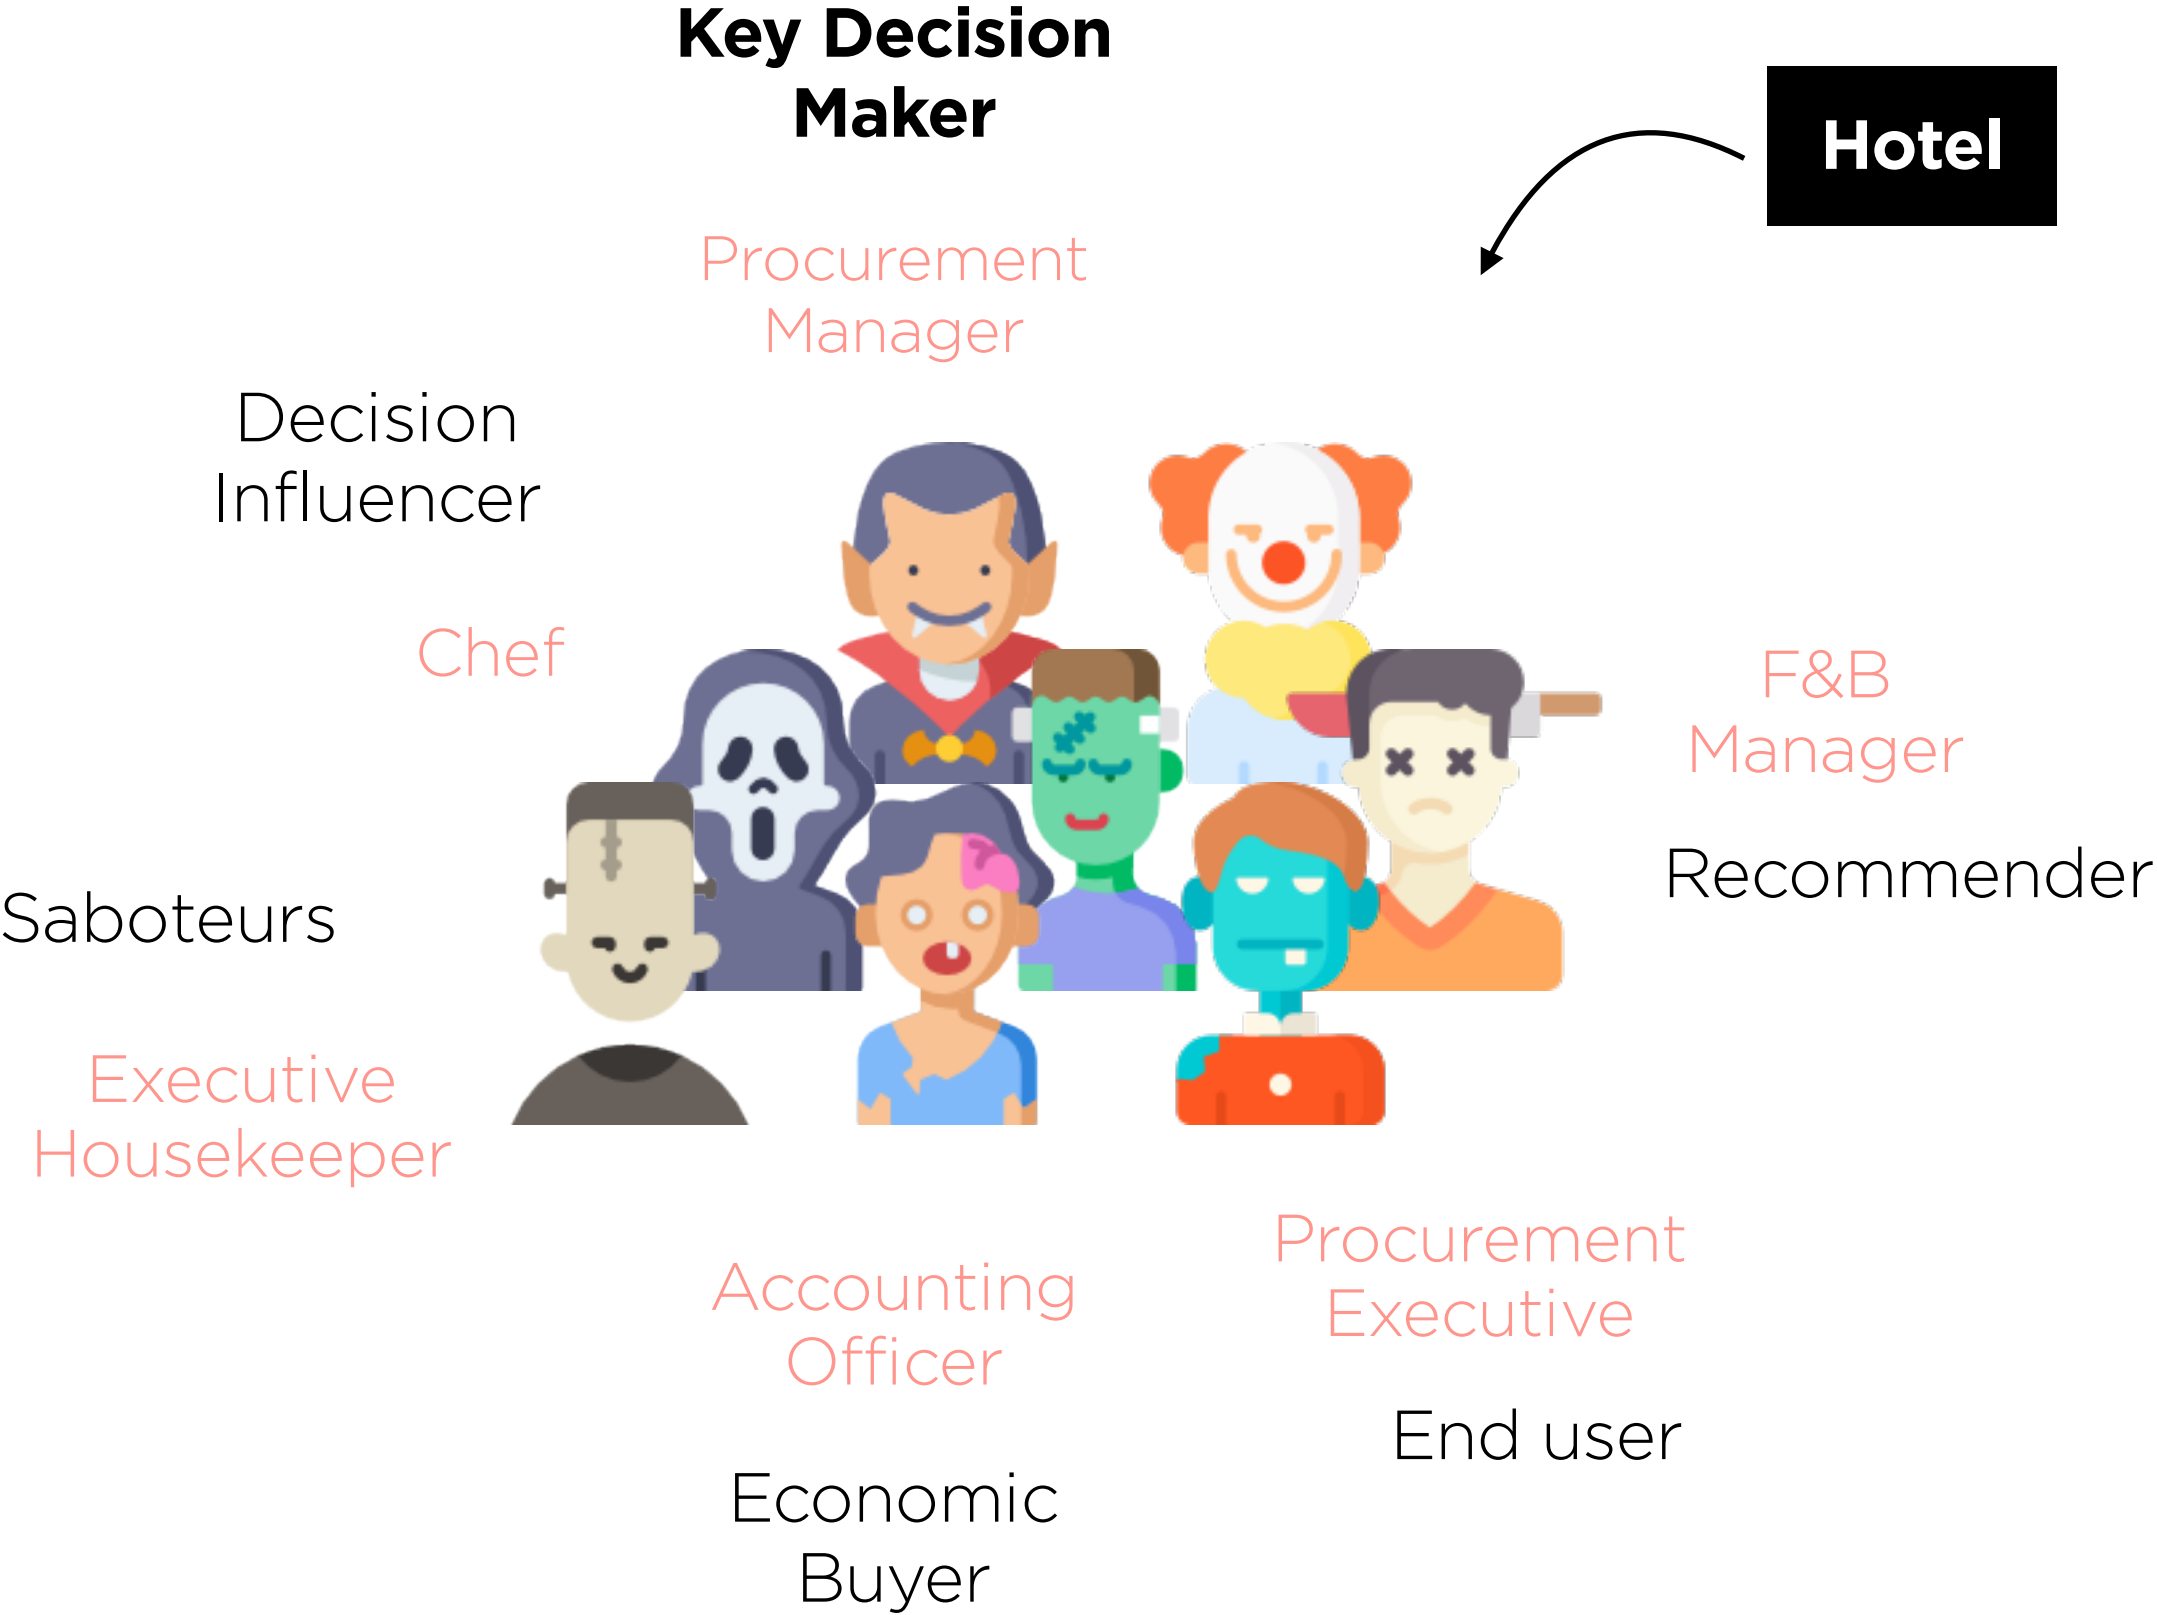 Key Decision
Maker
Hotel
Procurement
Manager
Decision
Influencer
Chef
F&B
Manager
Recommender
Saboteurs
Executive
Housekeeper
Accounting
Officer
Economic
Buyer
Procurement
Executive
End user